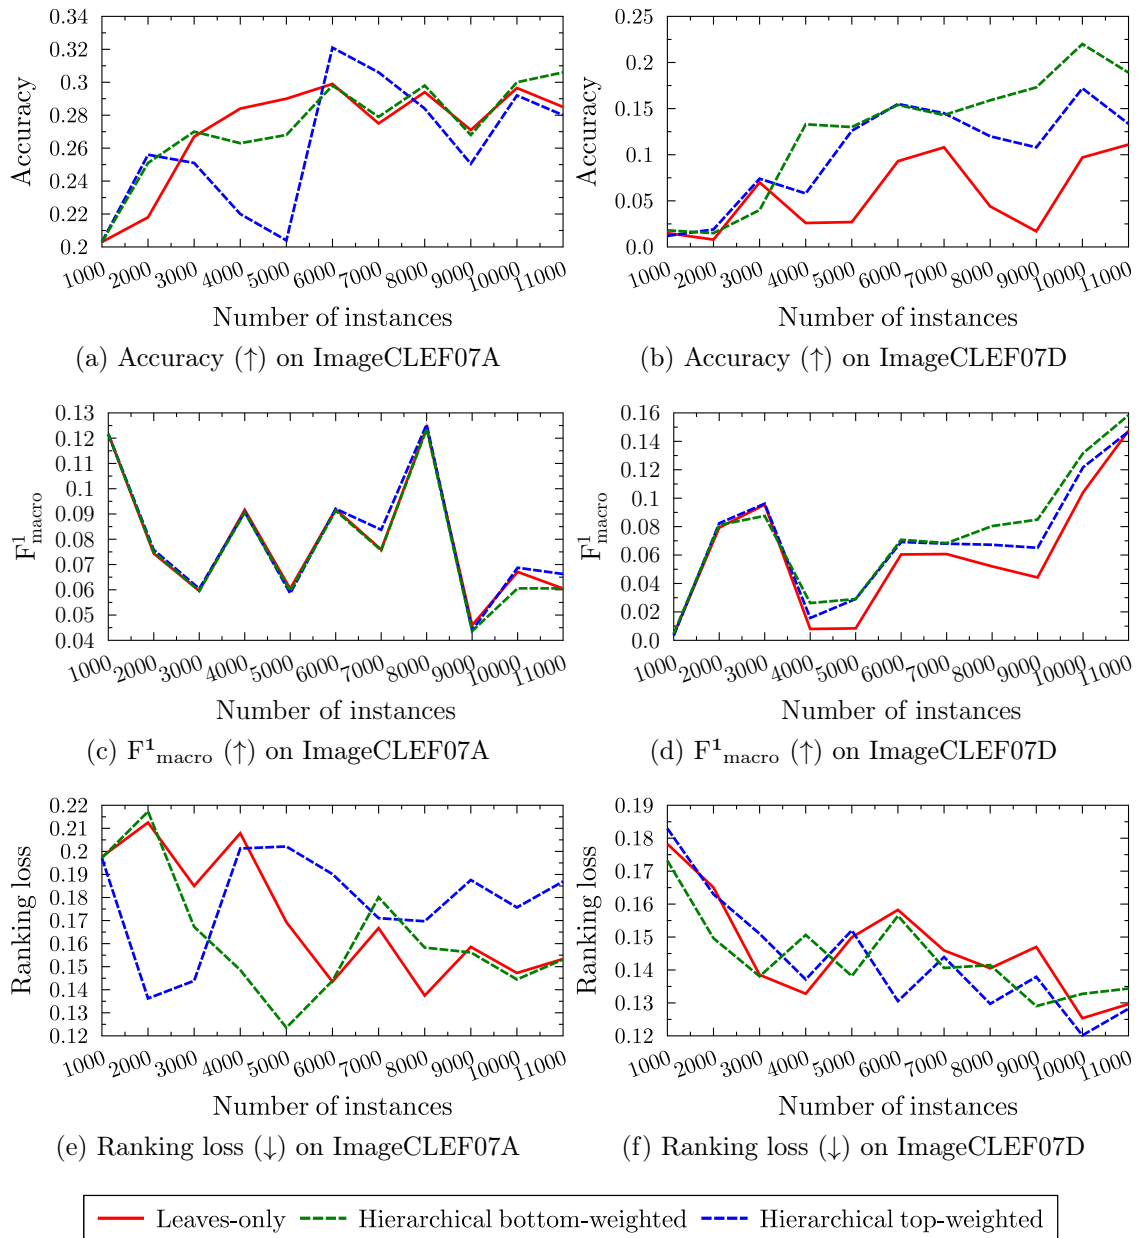 0.34
0.32
0.3
0.28
0.26
0.24
0.22
0.2
Accuracy
1000 2000 3000 4000 5000 6000 7000 8000 9000 10000 11000
Number of instances
(a) Accuracy (↑) on ImageCLEF07A
0.25
0.2
0.15
0.1
0.05
0.0
Accuracy
1000 2000 3000 4000 5000 6000 7000 8000 9000 10000 11000
Number of instances
(b) Accuracy (↑) on ImageCLEF07D
0.13
0.12
0.11
0.1
0.09
0.08
0.07
0.06
0.05
0.04
F¹macro
1000 2000 3000 4000 5000 6000 7000 8000 9000 10000 11000
Number of instances
(c) F¹macro (↑) on ImageCLEF07A
0.16
0.14
0.12
0.1
0.08
0.06
0.04
0.02
0.0
F¹macro
1000 2000 3000 4000 5000 6000 7000 8000 9000 10000 11000
Number of instances
(d) F¹macro (↑) on ImageCLEF07D
0.22
0.21
0.2
0.19
0.18
0.17
0.16
0.15
0.14
0.13
0.12
Ranking loss
1000 2000 3000 4000 5000 6000 7000 8000 9000 10000 11000
Number of instances
(e) Ranking loss (↓) on ImageCLEF07A
0.19
0.18
0.17
0.16
0.15
0.14
0.13
0.12
Ranking loss
1000 2000 3000 4000 5000 6000 7000 8000 9000 10000 11000
Number of instances
(f) Ranking loss (↓) on ImageCLEF07D
Leaves-only Hierarchical bottom-weighted Hierarchical top-weighted